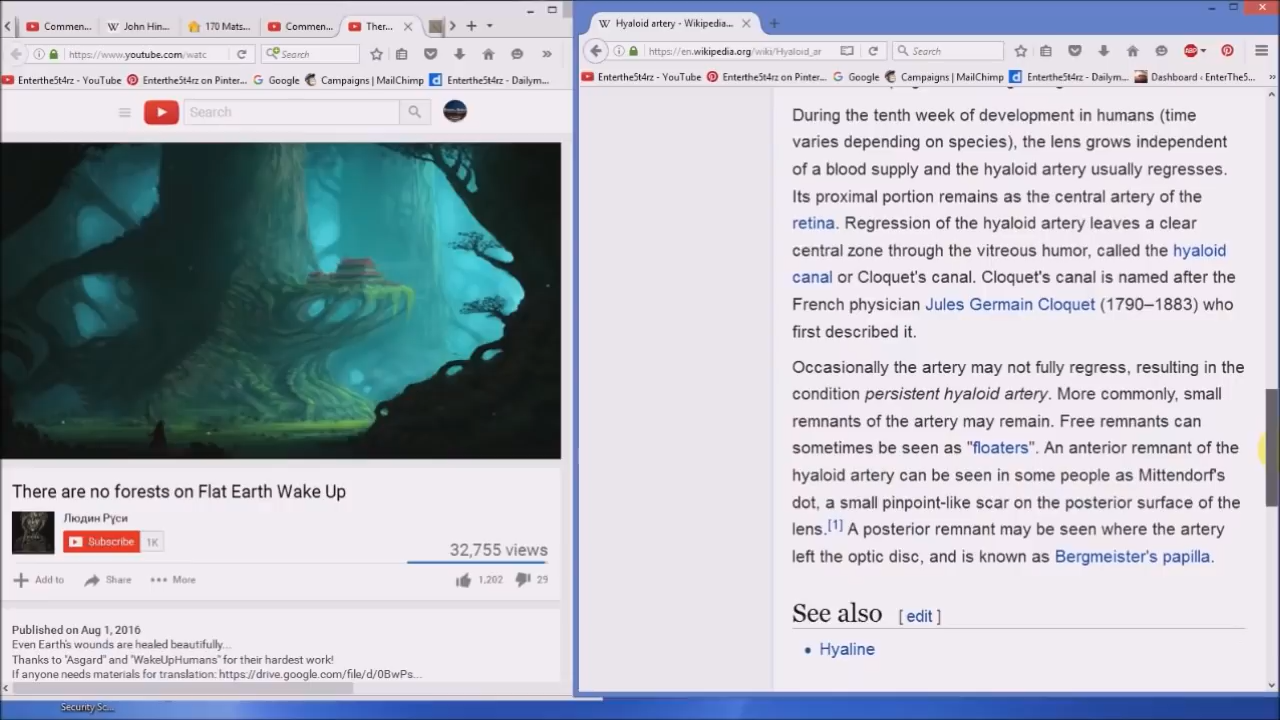 Commen...
John Hin...
170 Mats...
Commen...
Ther...
https://www.youtube.com/watc
Search
Enterthe5t4rz - YouTube
Enterthe5t4rz on Pinter...
Google
Campaigns | MailChimp
Enterthe5t4rz - Dailym...
Search
There are no forests on Flat Earth Wake Up
Людин Рѹси
Subscribe
1K
32,755 views
Add to
Share
More
1,202
29
Published on Aug 1, 2016
Even Earth's wounds are healed beautifully...
Thanks to "Asgard" and "WakeUpHumans" for their hardest work!
If anyone needs materials for translation: https://drive.google.com/file/d/0BwPs...
Security Sc...
Hyaloid artery - Wikipedia...
https://en.wikipedia.org/wiki/Hyaloid_ar
Search
Enterthe5t4rz - YouTube
Enterthe5t4rz on Pinter...
Google
Campaigns | MailChimp
Enterthe5t4rz - Dailym...
Dashboard ‹ EnterThe5...
During the tenth week of development in humans (time
varies depending on species), the lens grows independent
of a blood supply and the hyaloid artery usually regresses.
Its proximal portion remains as the central artery of the
retina. Regression of the hyaloid artery leaves a clear
central zone through the vitreous humor, called the hyaloid
canal or Cloquet's canal. Cloquet's canal is named after the
French physician Jules Germain Cloquet (1790–1883) who
first described it.
Occasionally the artery may not fully regress, resulting in the
condition persistent hyaloid artery. More commonly, small
remnants of the artery may remain. Free remnants can
sometimes be seen as "floaters". An anterior remnant of the
hyaloid artery can be seen in some people as Mittendorf's
dot, a small pinpoint-like scar on the posterior surface of the
lens.[1] A posterior remnant may be seen where the artery
left the optic disc, and is known as Bergmeister's papilla.
See also [ edit ]
Hyaline